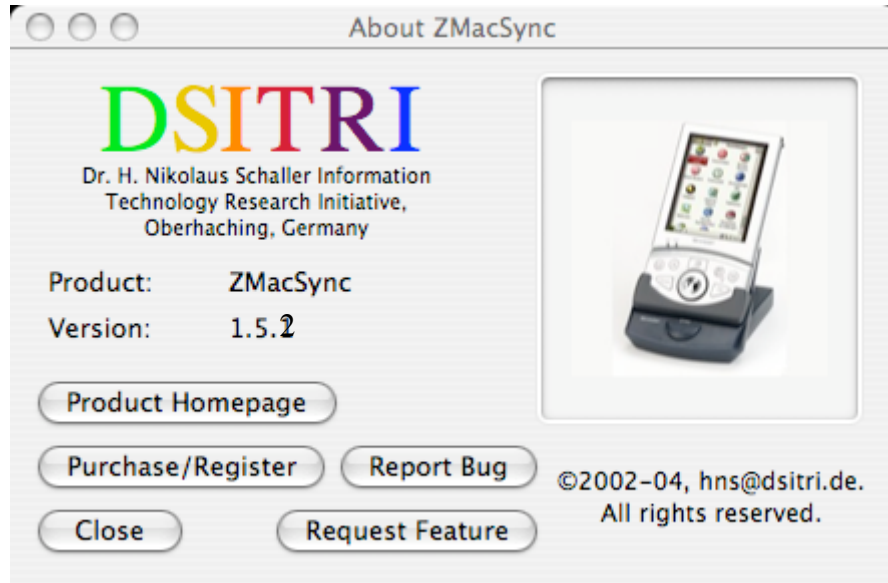 About ZMacSync
DSITRI
Dr. H. Nikolaus Schaller Information
Technology Research Initiative,
Oberhaching, Germany
Product: ZMacSync
Version: 1.5.2
Product Homepage
Purchase/Register Report Bug
Close Request Feature
©2002-04, hns@dsitri.de.
All rights reserved.